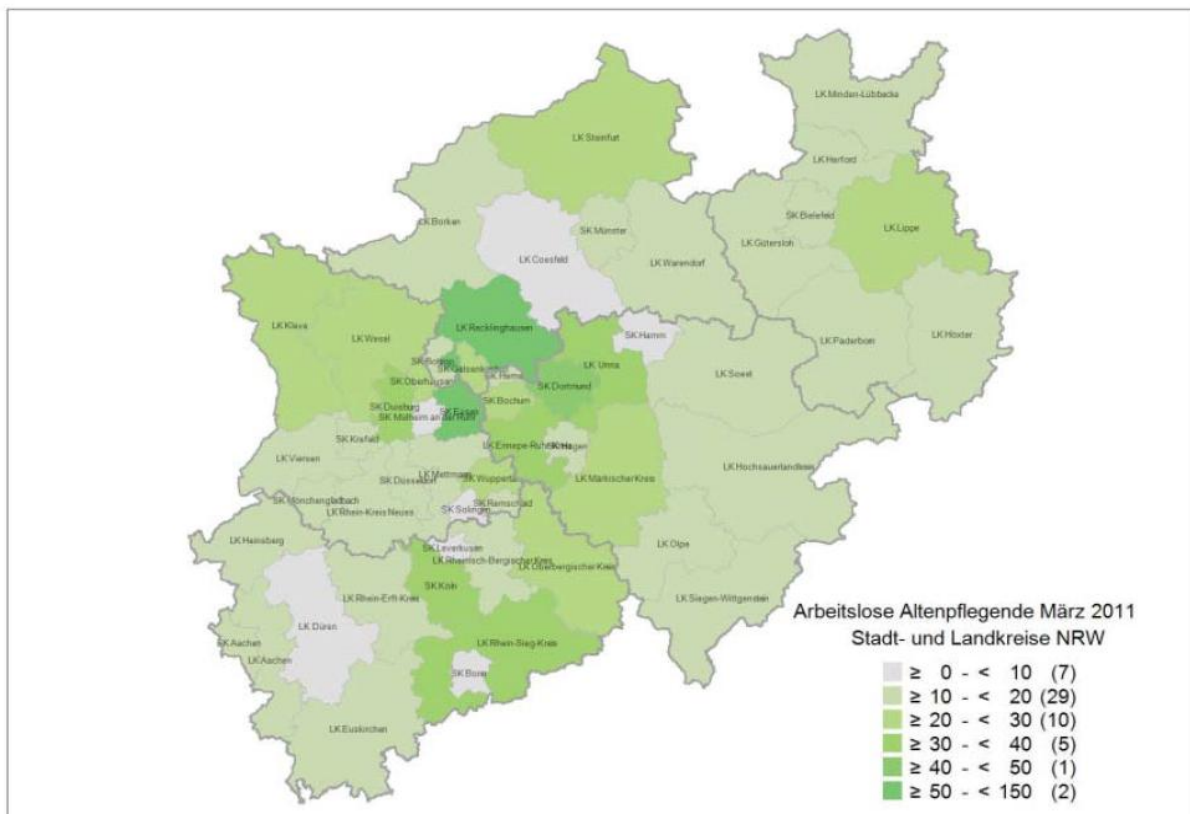 LK Minden-Lübbecke
LK Steinfurt
LK Herford
SK Bielefeld
LK Borken
LK Lippe
SK Münster
LK Gütersloh
LK Coesfeld
LK Warendorf
LK Kleve
LK Recklinghausen
LK Höxter
LK Wesel
SK Hamm
LK Paderborn
SK Bottrop
LK Unna
SK Gelsenkirchen
SK Herne
LK Soest
SK Oberhausen
SK Dortmund
SK Bochum
SK Duisburg
SK Essen
SK Mülheim an der Ruhr
SK Krefeld
LK Ennepe-Ruhr-Kreis
SK Hagen
LK Viersen
LK Hochsauerlandkreis
LK Mettmann
LK Märkischer Kreis
SK Düsseldorf
SK Wuppertal
SK Mönchengladbach
SK Remscheid
LK Rhein-Kreis Neuss
SK Solingen
LK Heinsberg
LK Olpe
SK Leverkusen
LK Rheinisch-Bergischer Kreis
LK Oberbergischer Kreis
SK Köln
LK Rhein-Erft-Kreis
LK Siegen-Wittgenstein
LK Düren
SK Aachen
LK Rhein-Sieg-Kreis
LK Aachen
SK Bonn
LK Euskirchen
Arbeitslose Altenpflegende März 2011
Stadt- und Landkreise NRW
≥ 0 - < 10 (7)
≥ 10 - < 20 (29)
≥ 20 - < 30 (10)
≥ 30 - < 40 (5)
≥ 40 - < 50 (1)
≥ 50 - < 150 (2)